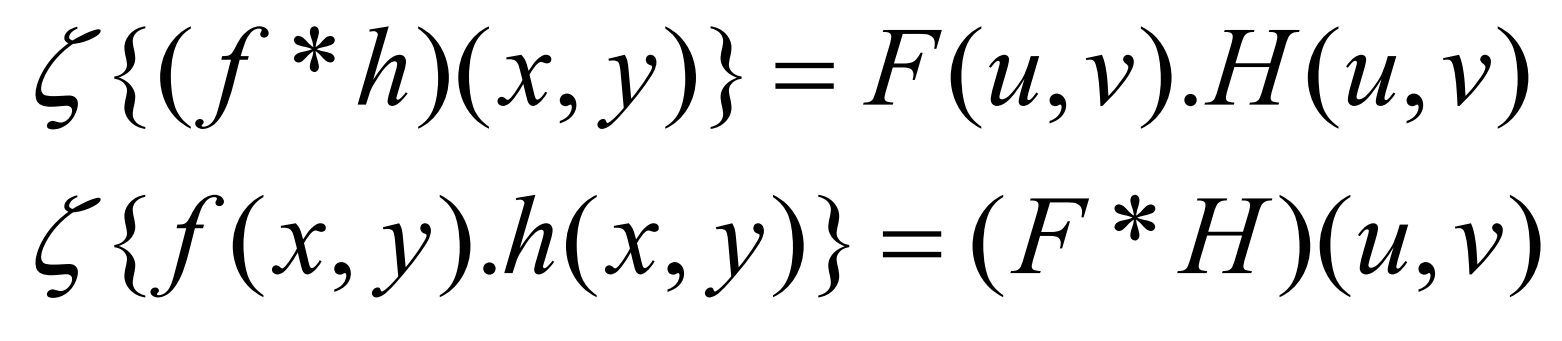 ζ{(f * h)(x, y)} = F(u, v).H(u, v)
ζ{f(x, y).h(x, y)} = (F * H)(u, v)